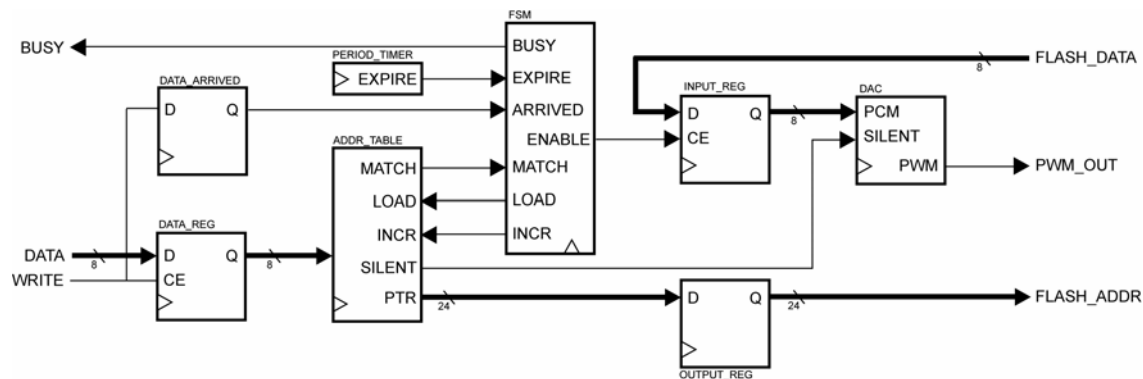 FSM
BUSY
BUSY
PERIOD_TIMER
EXPIRE
EXPIRE
FLASH_DATA
8
DATA_ARRIVED
D
Q
ARRIVED
INPUT_REG
D
Q
CE
8
DAC
PCM
SILENT
PWM
PWM_OUT
ENABLE
ADDR_TABLE
MATCH
MATCH
LOAD
LOAD
INCR
INCR
SILENT
PTR
24
DATA_REG
DATA
8
D
Q
8
WRITE
CE
D
Q
24
FLASH_ADDR
OUTPUT_REG